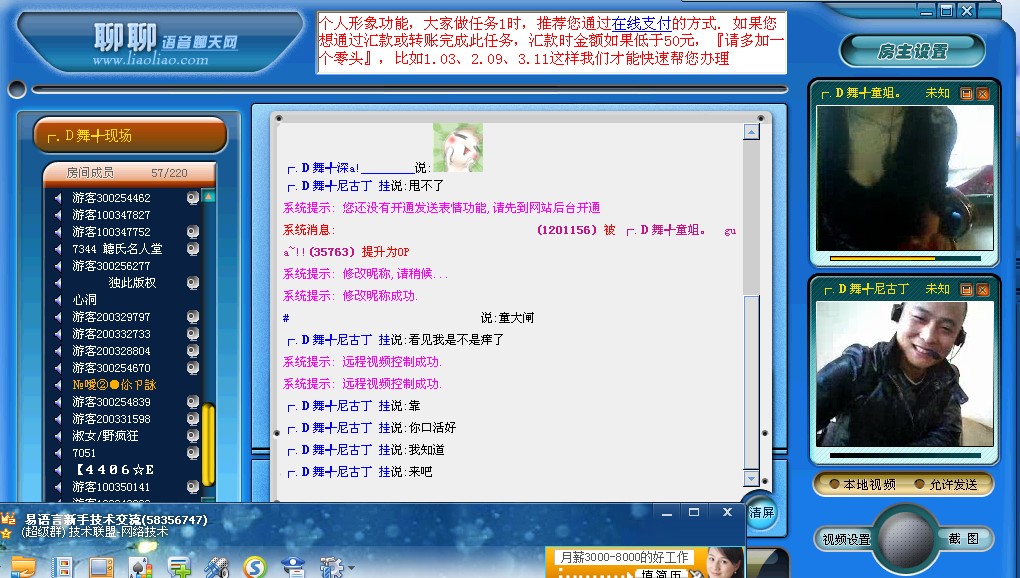 聊聊 语音聊天网
www.liaoliao.com
个人形象功能，大家做任务1时，推荐您通过在线支付的方式. 如果您
想通过汇款或转账完成此任务，汇款时金额如果低于50元，『请多加一
个零头』，比如1.03、2.09、3.11这样我们才能快速帮您办理
房主设置
┌. D 舞╃现场
房间成员 57/220
游客300254462
游客100347827
游客100347752
7344 聽氏名人堂
游客300256277
独此版权
心洞
游客200329797
游客200332733
游客200328804
游客300254670
游客300254839
游客200331598
淑女/野疯狂
7051
【４４０６☆E
游客100350141
┌. D 舞╃深a!________说:
┌. D 舞╃尼古丁 挂说:甩不了
系统提示: 您还没有开通发送表情功能,请先到网站后台开通
系统消息: (1201156) 被 ┌. D 舞╃童姐。 gu
a~!!(35763) 提升为OP
系统提示: 修改昵称,请稍候...
系统提示: 修改昵称成功.
# 说:童大闸
┌. D 舞╃尼古丁 挂说:看见我是不是痒了
系统提示: 远程视频控制成功.
系统提示: 远程视频控制成功.
┌. D 舞╃尼古丁 挂说:靠
┌. D 舞╃尼古丁 挂说:你口活好
┌. D 舞╃尼古丁 挂说:我知道
┌. D 舞╃尼古丁 挂说:来吧
┌. D 舞╃童姐。 未知
┌. D 舞╃尼古丁 未知
本地视频 允许发送
视频设置 截 图
清屏
易语言新手技术交流(58356747)
(超级群) 技术联盟-网络技术
月薪3000-8000的好工作
填简历